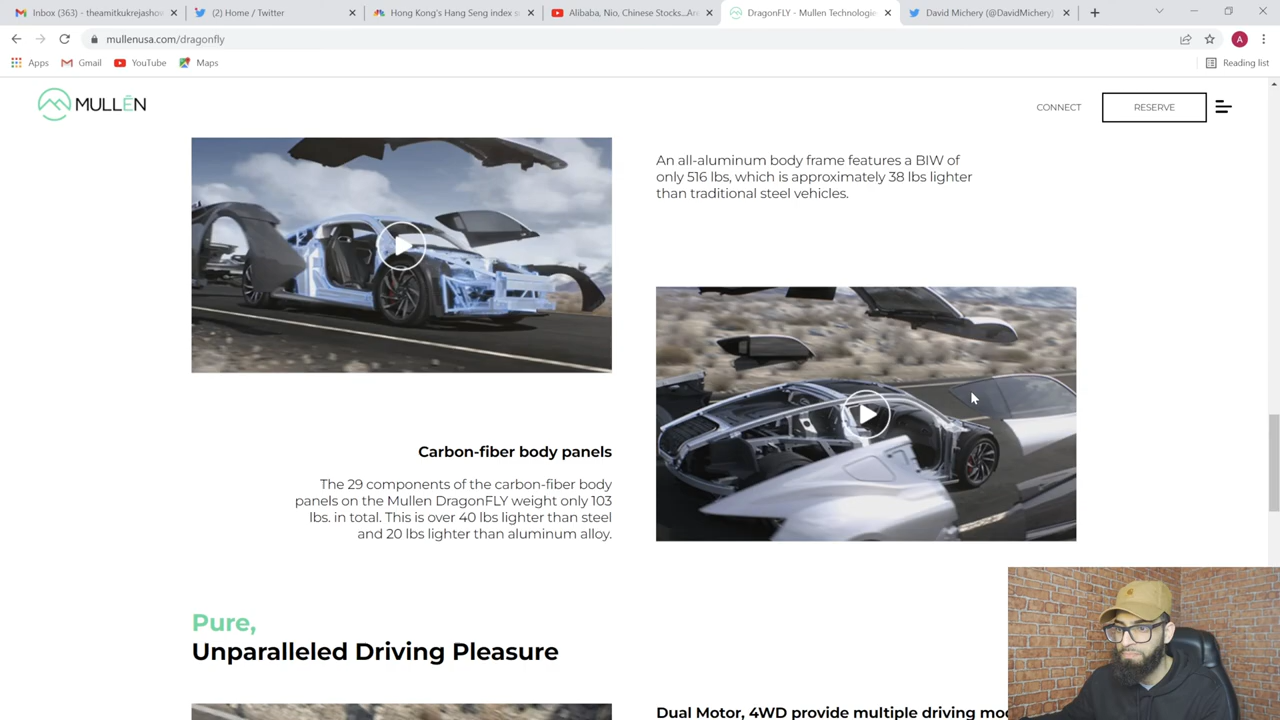 Inbox (363) - theamitkukrejashow
(2) Home / Twitter
Hong Kong's Hang Seng index s
Alibaba, Nio, Chinese Stocks...Are
DragonFLY - Mullen Technologie
David Michery (@DavidMichery)
mullenusa.com/dragonfly
A
Apps
Gmail
YouTube
Maps
Reading list
MULLĒN
CONNECT
RESERVE
An all-aluminum body frame features a BIW of
only 516 lbs, which is approximately 38 lbs lighter
than traditional steel vehicles.
Carbon-fiber body panels
The 29 components of the carbon-fiber body
panels on the Mullen DragonFLY weight only 103
lbs. in total. This is over 40 lbs lighter than steel
and 20 lbs lighter than aluminum alloy.
Pure,
Unparalleled Driving Pleasure
Dual Motor, 4WD provide multiple driving mo